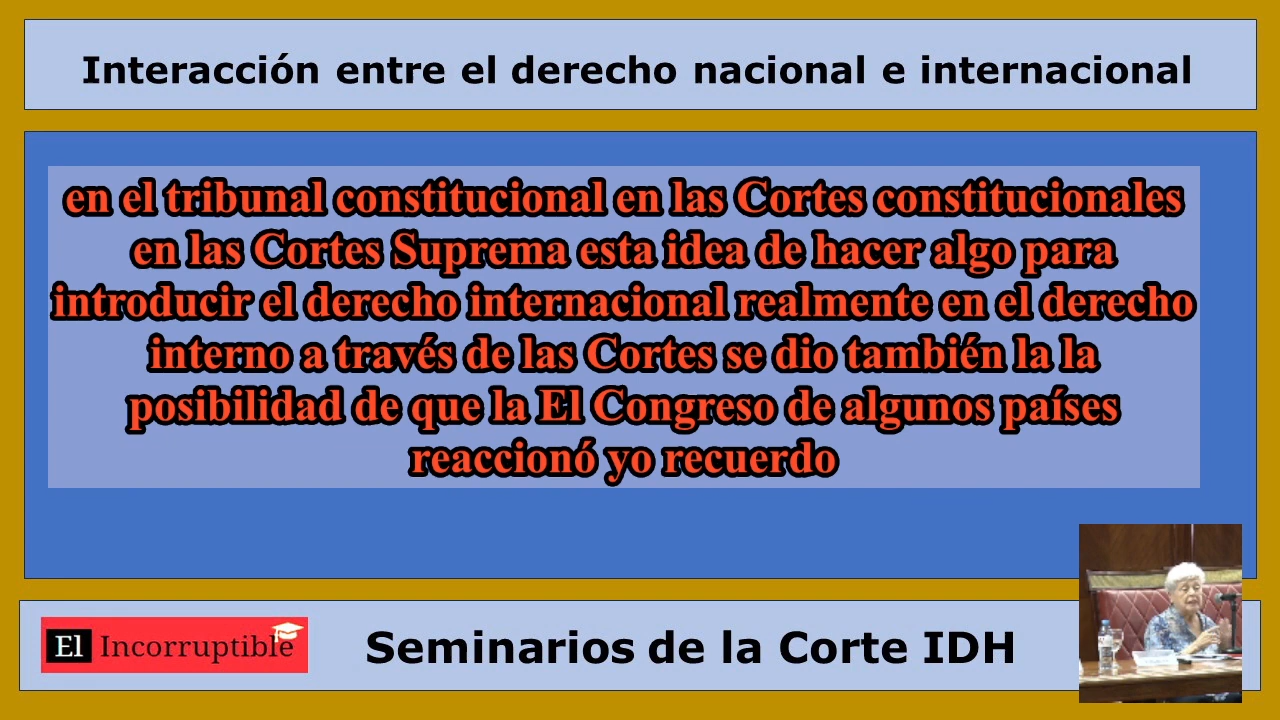 Interacción entre el derecho nacional e internacional
en el tribunal constitucional en las Cortes constitucionales
en las Cortes Suprema esta idea de hacer algo para
introducir el derecho internacional realmente en el derecho
interno a través de las Cortes se dio también la la
posibilidad de que la El Congreso de algunos países
reaccionó yo recuerdo
El Incorruptible
Seminarios de la Corte IDH